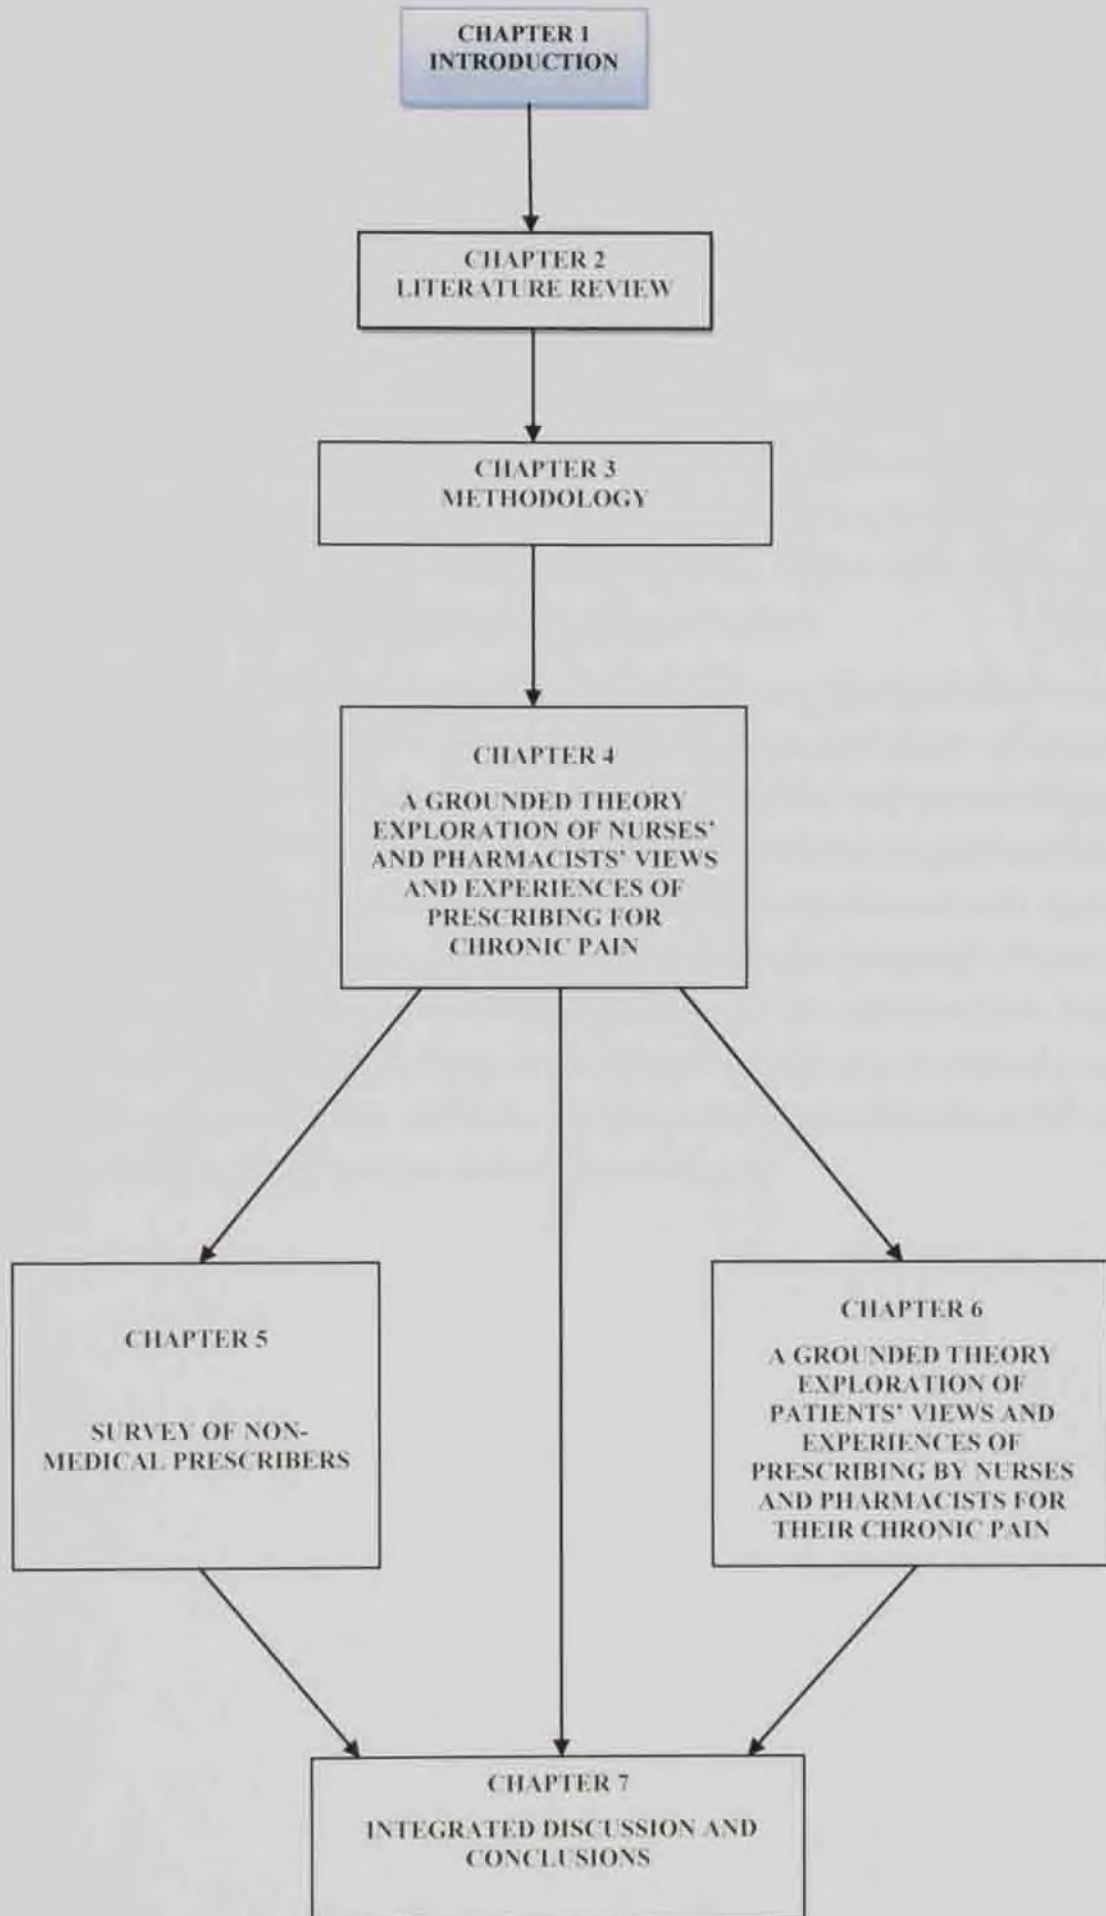 CHAPTER 1
INTRODUCTION
CHAPTER 2
LITERATURE REVIEW
CHAPTER 3
METHODOLOGY
CHAPTER 4
A GROUNDED THEORY
EXPLORATION OF NURSES'
AND PHARMACISTS' VIEWS
AND EXPERIENCES OF
PRESCRIBING FOR
CHRONIC PAIN
CHAPTER 5
SURVEY OF NON-
MEDICAL PRESCRIBERS
CHAPTER 6
A GROUNDED THEORY
EXPLORATION OF
PATIENTS' VIEWS AND
EXPERIENCES OF
PRESCRIBING BY NURSES
AND PHARMACISTS FOR
THEIR CHRONIC PAIN
CHAPTER 7
INTEGRATED DISCUSSION AND
CONCLUSIONS